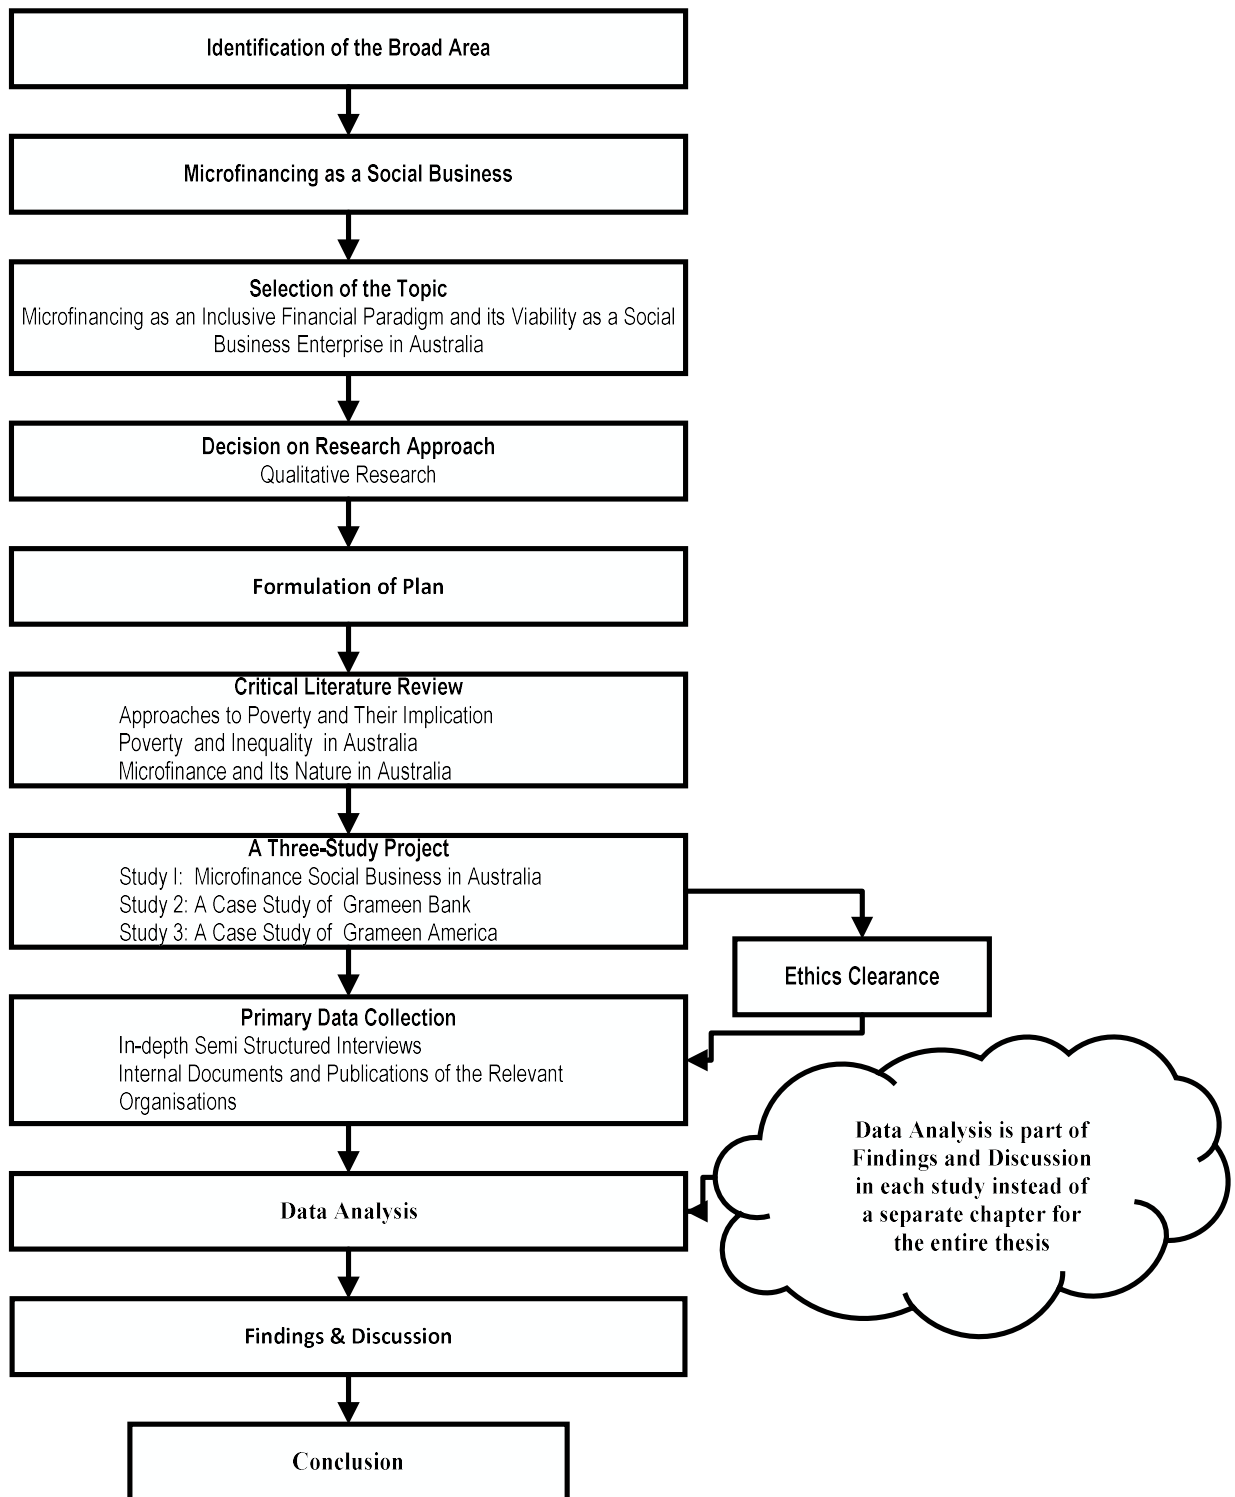 Identification of the Broad Area
Microfinancing as a Social Business
Selection of the Topic
Microfinancing as an Inclusive Financial Paradigm and its Viability as a Social
Business Enterprise in Australia
Decision on Research Approach
Qualitative Research
Formulation of Plan
Critical Literature Review
Approaches to Poverty and Their Implication
Poverty and Inequality in Australia
Microfinance and Its Nature in Australia
A Three-Study Project
Study I: Microfinance Social Business in Australia
Study 2: A Case Study of Grameen Bank
Study 3: A Case Study of Grameen America
Ethics Clearance
Primary Data Collection
In-depth Semi Structured Interviews
Internal Documents and Publications of the Relevant
Organisations
Data Analysis is part of
Findings and Discussion
in each study instead of
a separate chapter for
the entire thesis
Data Analysis
Findings & Discussion
Conclusion